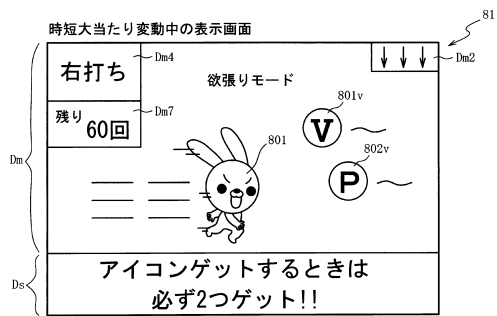 時短大当たり変動中の表示画面
81
右打ち
Dm4
Dm2
残り
60回
Dm7
欲張りモード
801v
V
802v
P
801
Dm
アイコンゲットするときは
必ず2つゲット!!
Ds